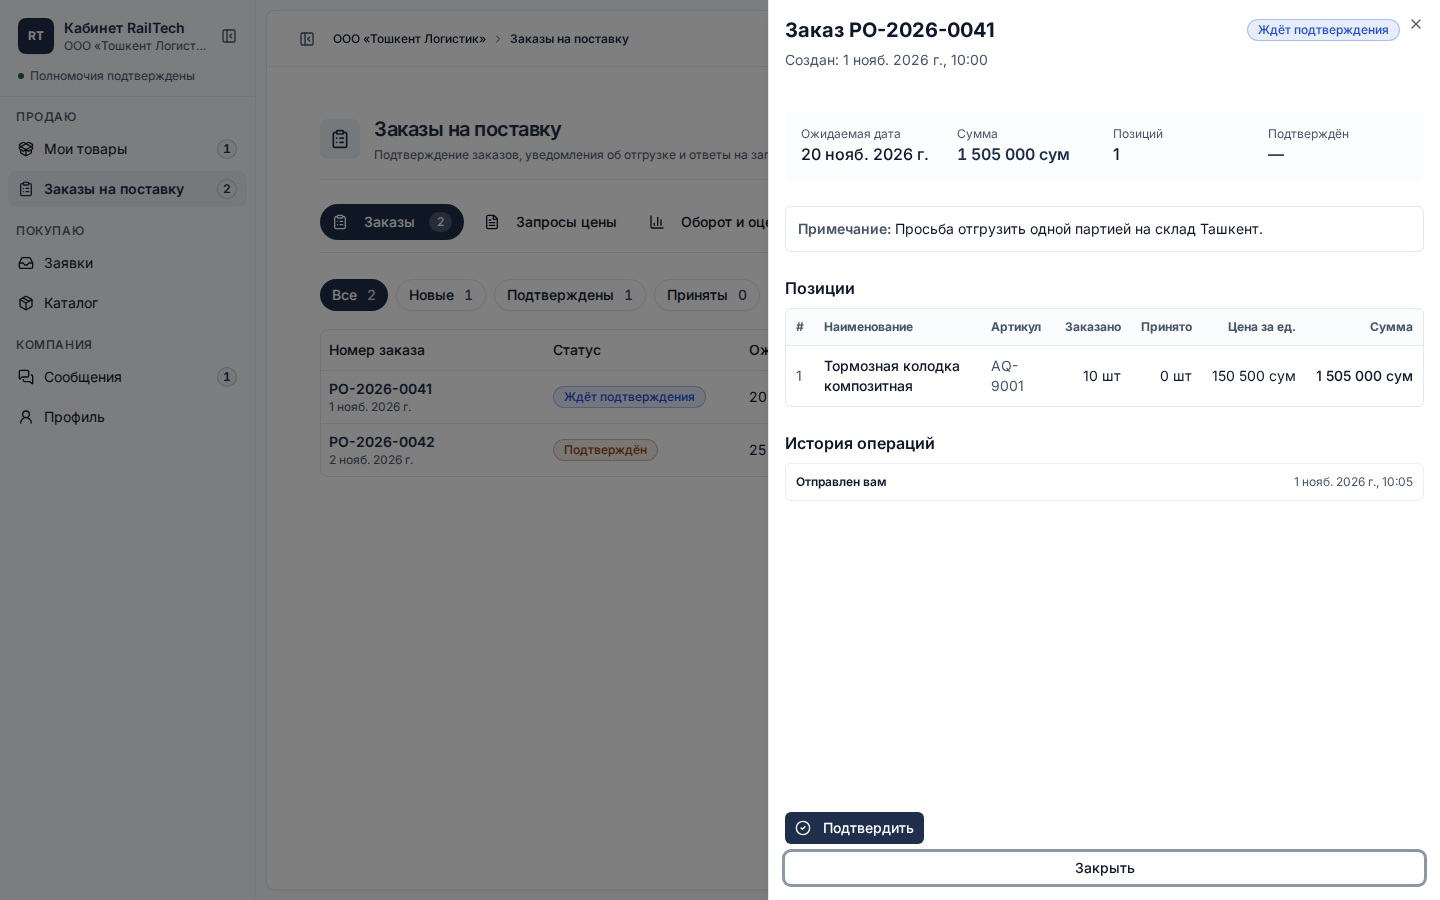 RT
Кабинет RailTech
ООО «Тошкент Логист...
Полномочия подтверждены
ПРОДАЮ
Мои товары 1
Заказы на поставку 2
ПОКУПАЮ
Заявки
Каталог
КОМПАНИЯ
Сообщения 1
Профиль
ООО «Тошкент Логистик» > Заказы на поставку
Заказы на поставку
Подтверждение заказов, уведомления об отгрузке и ответы на зап
Заказы 2 Запросы цены Оборот и оце
Все 2 Новые 1 Подтверждены 1 Приняты 0
Номер заказа Статус Ож
PO-2026-0041 Ждёт подтверждения 20
1 нояб. 2026 г.
PO-2026-0042 Подтверждён 25
2 нояб. 2026 г.
Заказ PO-2026-0041 Ждёт подтверждения
Создан: 1 нояб. 2026 г., 10:00
Ожидаемая дата Сумма Позиций Подтверждён
20 нояб. 2026 г. 1 505 000 сум 1 —
Примечание: Просьба отгрузить одной партией на склад Ташкент.
Позиции
# Наименование Артикул Заказано Принято Цена за ед. Сумма
1 Тормозная колодка композитная AQ-9001 10 шт 0 шт 150 500 сум 1 505 000 сум
История операций
Отправлен вам 1 нояб. 2026 г., 10:05
Подтвердить
Закрыть